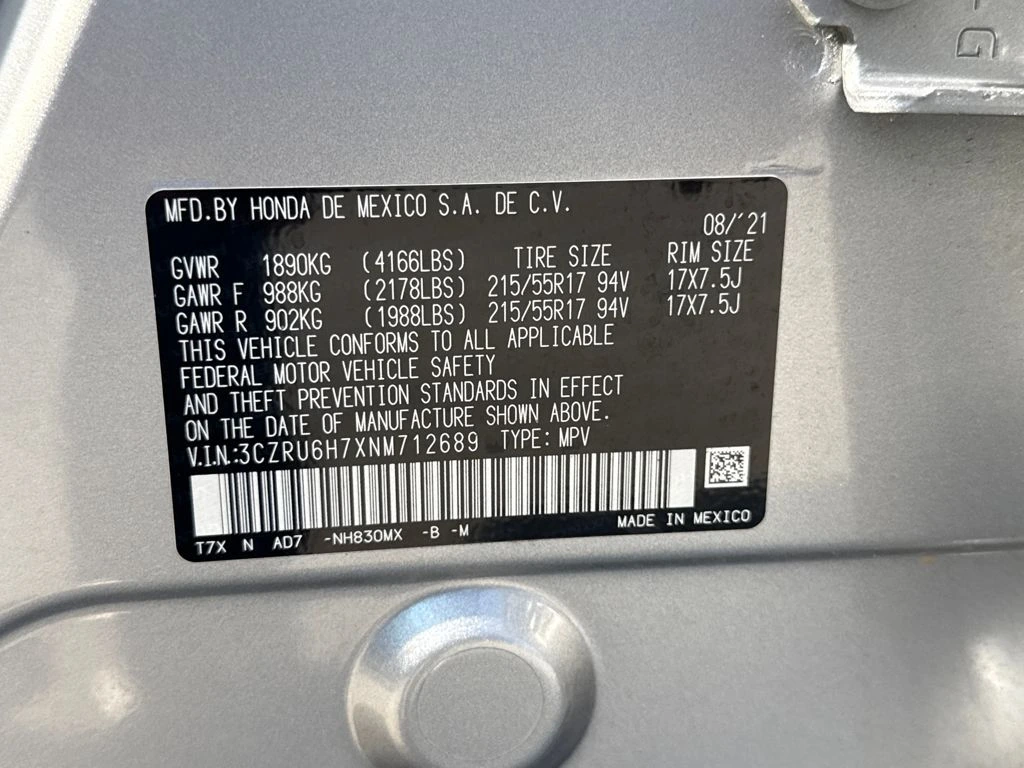 - G
MFD.BY HONDA DE MEXICO S.A. DE C.V.
08/'21
GVWR 1890KG (4166LBS) TIRE SIZE RIM SIZE
GAWR F 988KG (2178LBS) 215/55R17 94V 17X7.5J
GAWR R 902KG (1988LBS) 215/55R17 94V 17X7.5J
THIS VEHICLE CONFORMS TO ALL APPLICABLE
FEDERAL MOTOR VEHICLE SAFETY
AND THEFT PREVENTION STANDARDS IN EFFECT
ON THE DATE OF MANUFACTURE SHOWN ABOVE.
V.I.N.:3CZRU6H7XNM712689 TYPE: MPV
T7X N AD7 -NH830MX -B -M MADE IN MEXICO